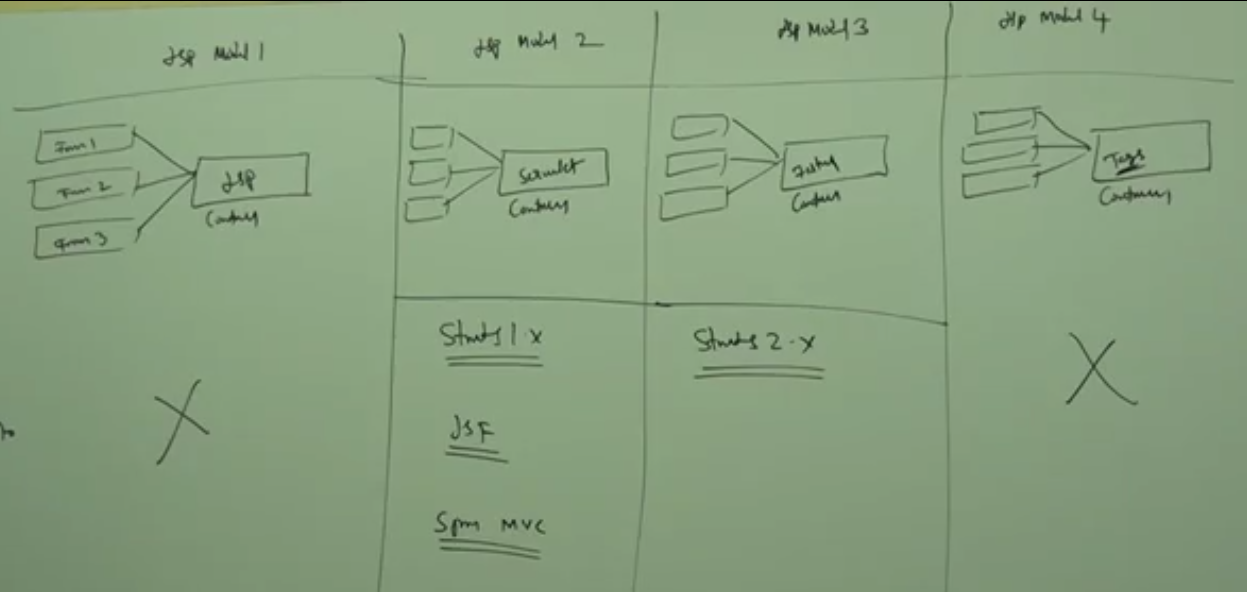 JSP Model 1
JSP Model 2
JSP Model 3
JSP Model 4
Form 1
Form 2
Form 3
JSP
Servlet
Tags
Struts 1.x
JSF
MVC
Struts 2.x